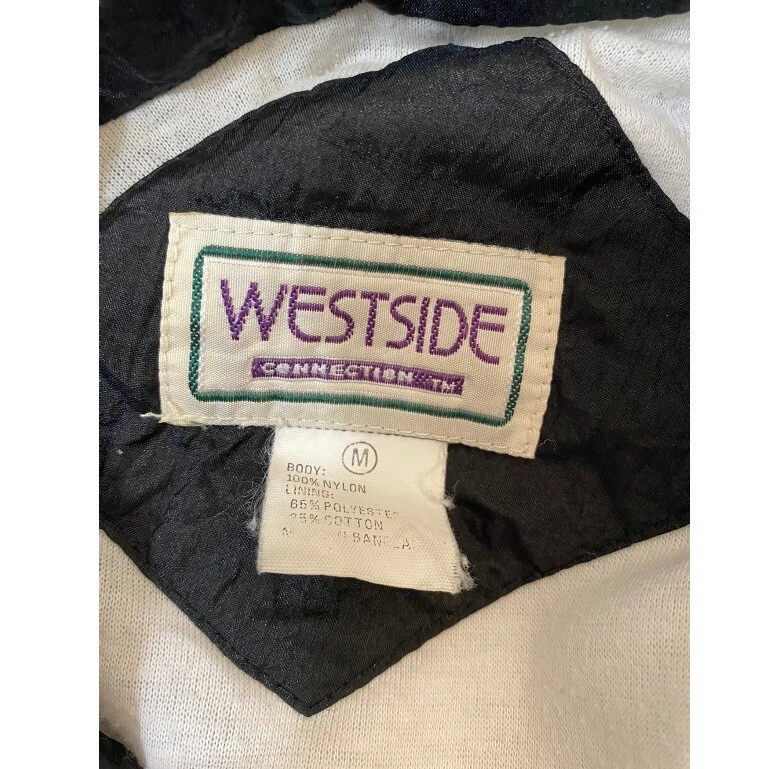 WESTSIDE
CONNECTION TM
M
BODY:
100% NYLON
LINING:
65% POLYESTE
35% COTTON